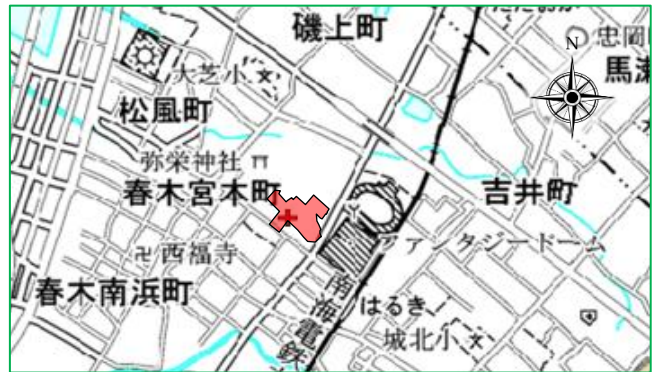 磯上町
忠岡
N
大芝小
馬瀬
松風町
弥栄神社
春木宮本町
吉井町
ファンタジードーム
西福寺
春木南浜町
はるき
南海電鉄
城北小